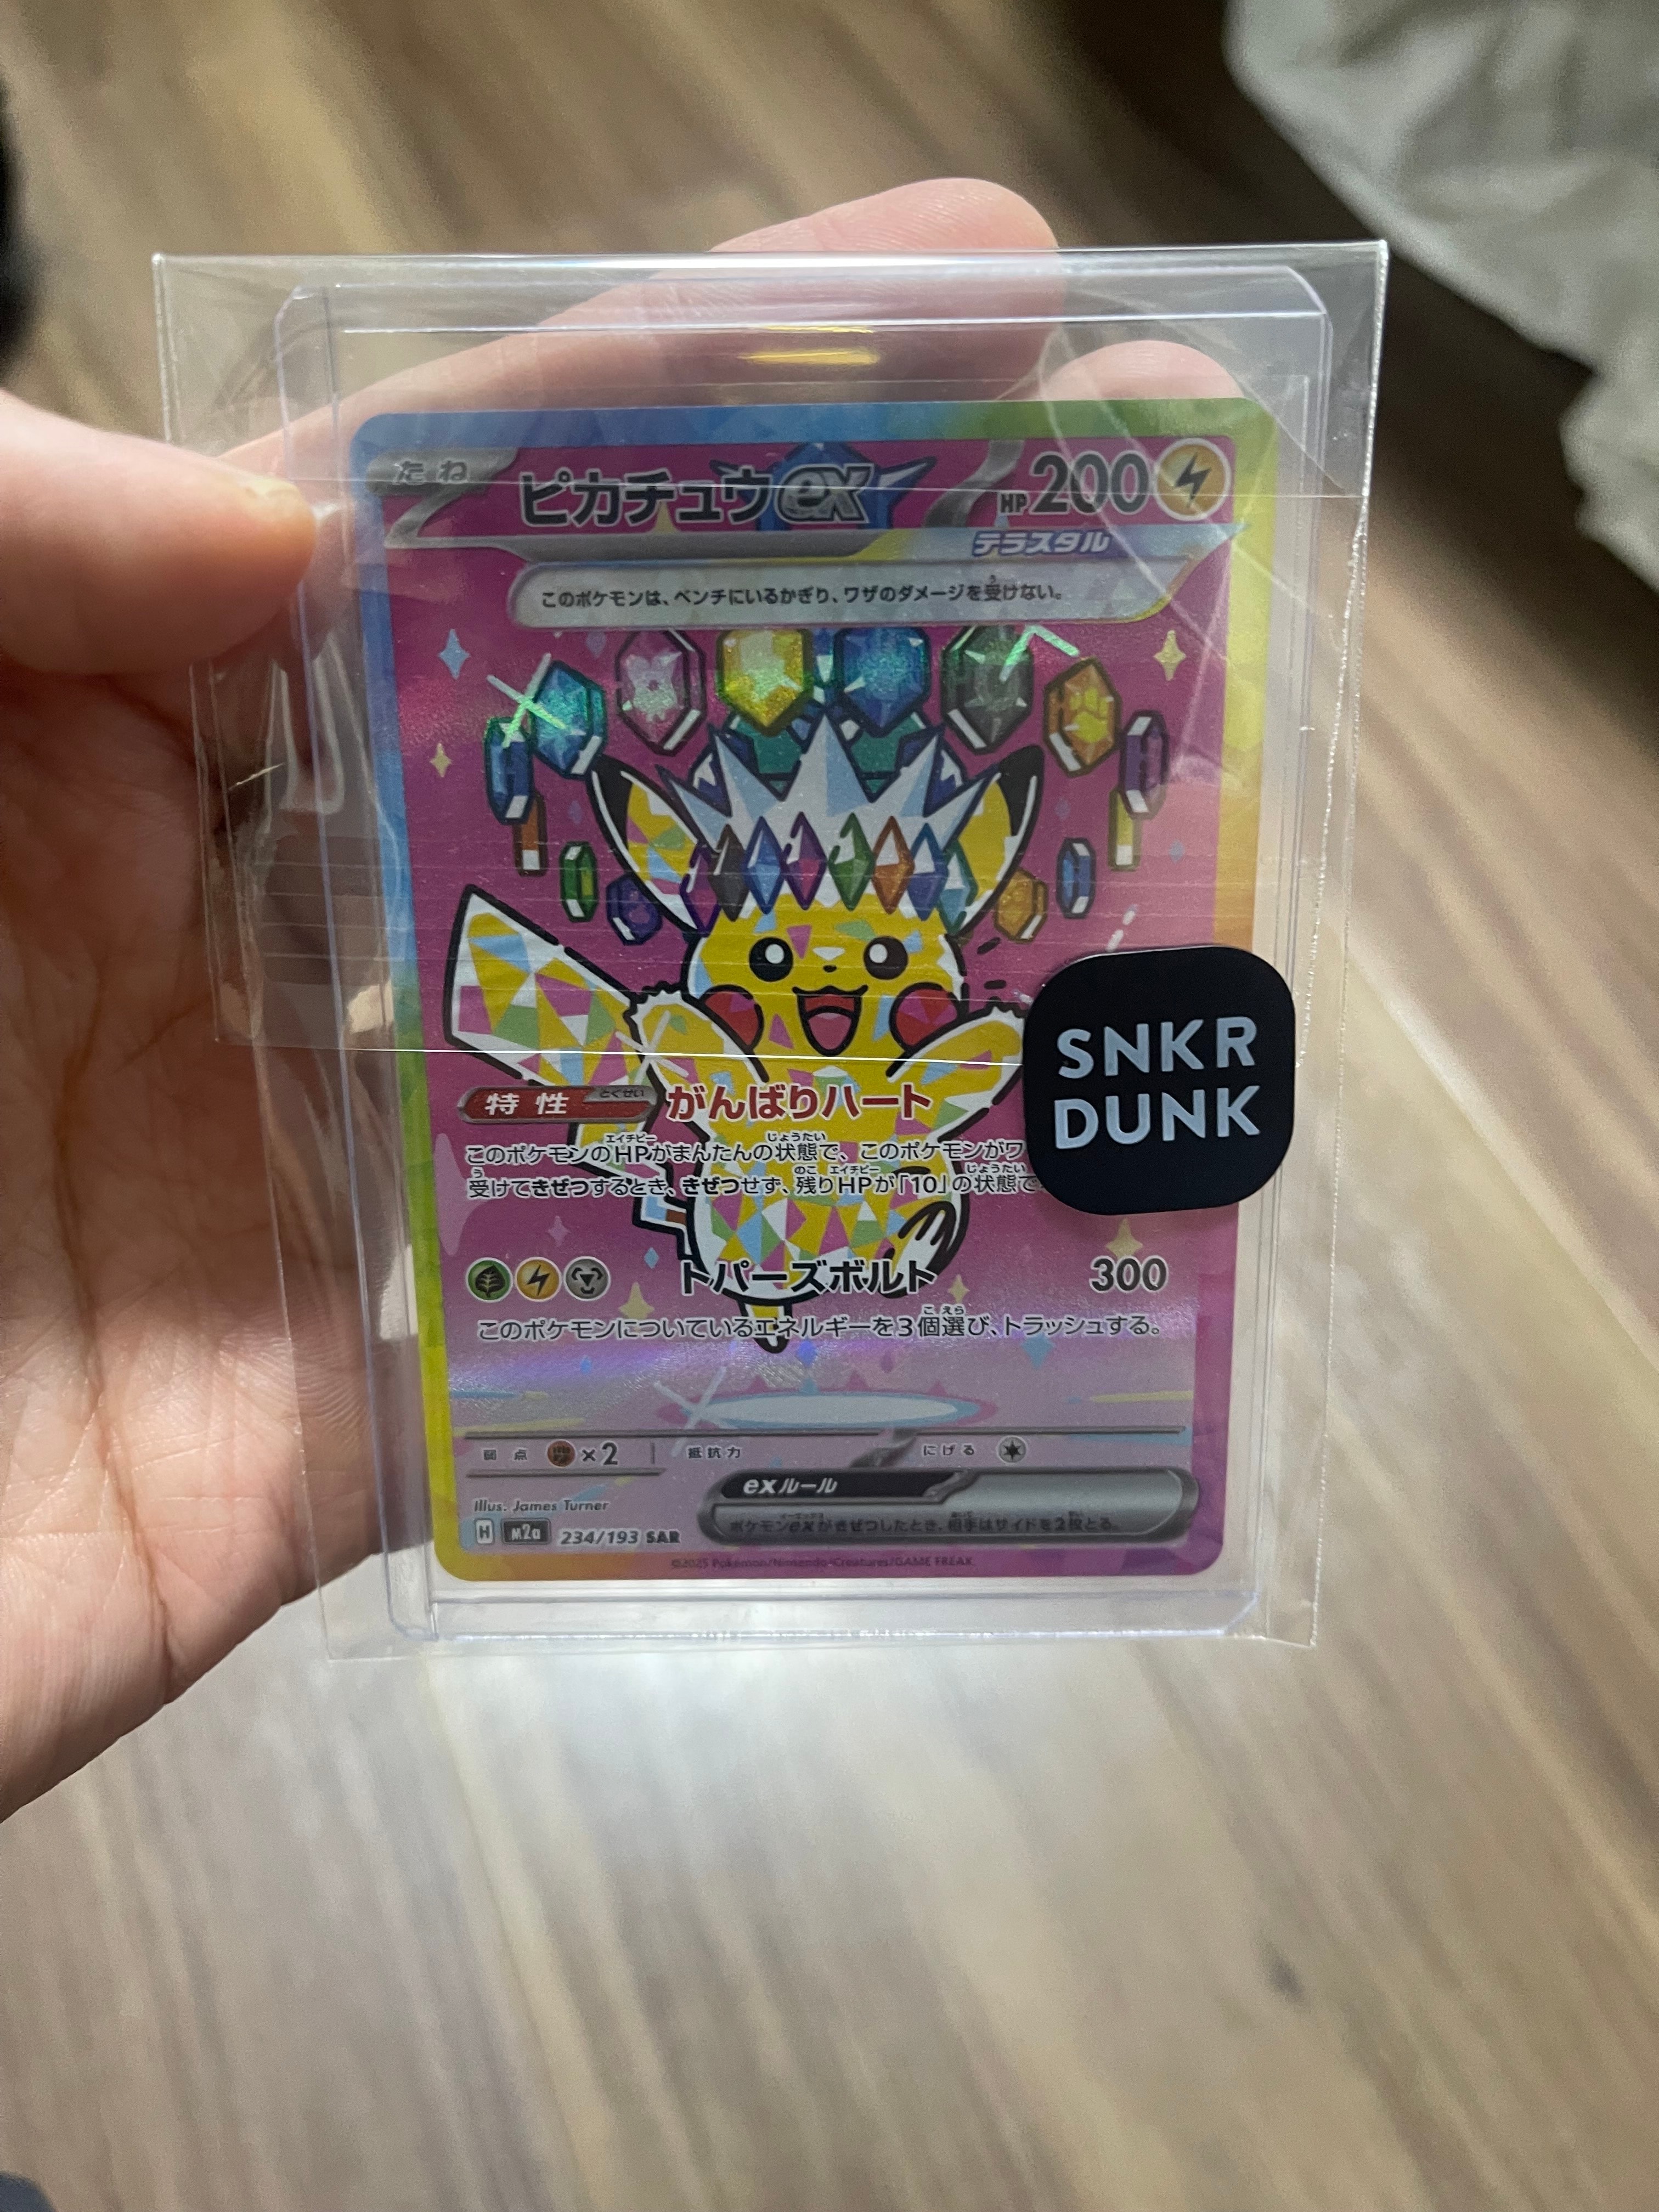 たね ピカチュウex HP200
テラスタル
このポケモンは、ベンチにいるかぎり、ワザのダメージを受けない。
SNKR
DUNK
特性 がんばりハート
このポケモンのHPがまんたんの状態で、このポケモンがワ
受けてきぜつするとき、きぜつせず、残りHPが「10」の状態で
トパーズボルト 300
このポケモンについているエネルギーを3個選び、トラッシュする。
弱点 ×2 抵抗力 にげる
exルール
ポケモンexがきぜつしたとき、相手はサイドを2枚とる。
Illus. James Turner
H M2a 234/193 SAR
©2025 Pokémon/Nintendo/Creatures/GAME FREAK.